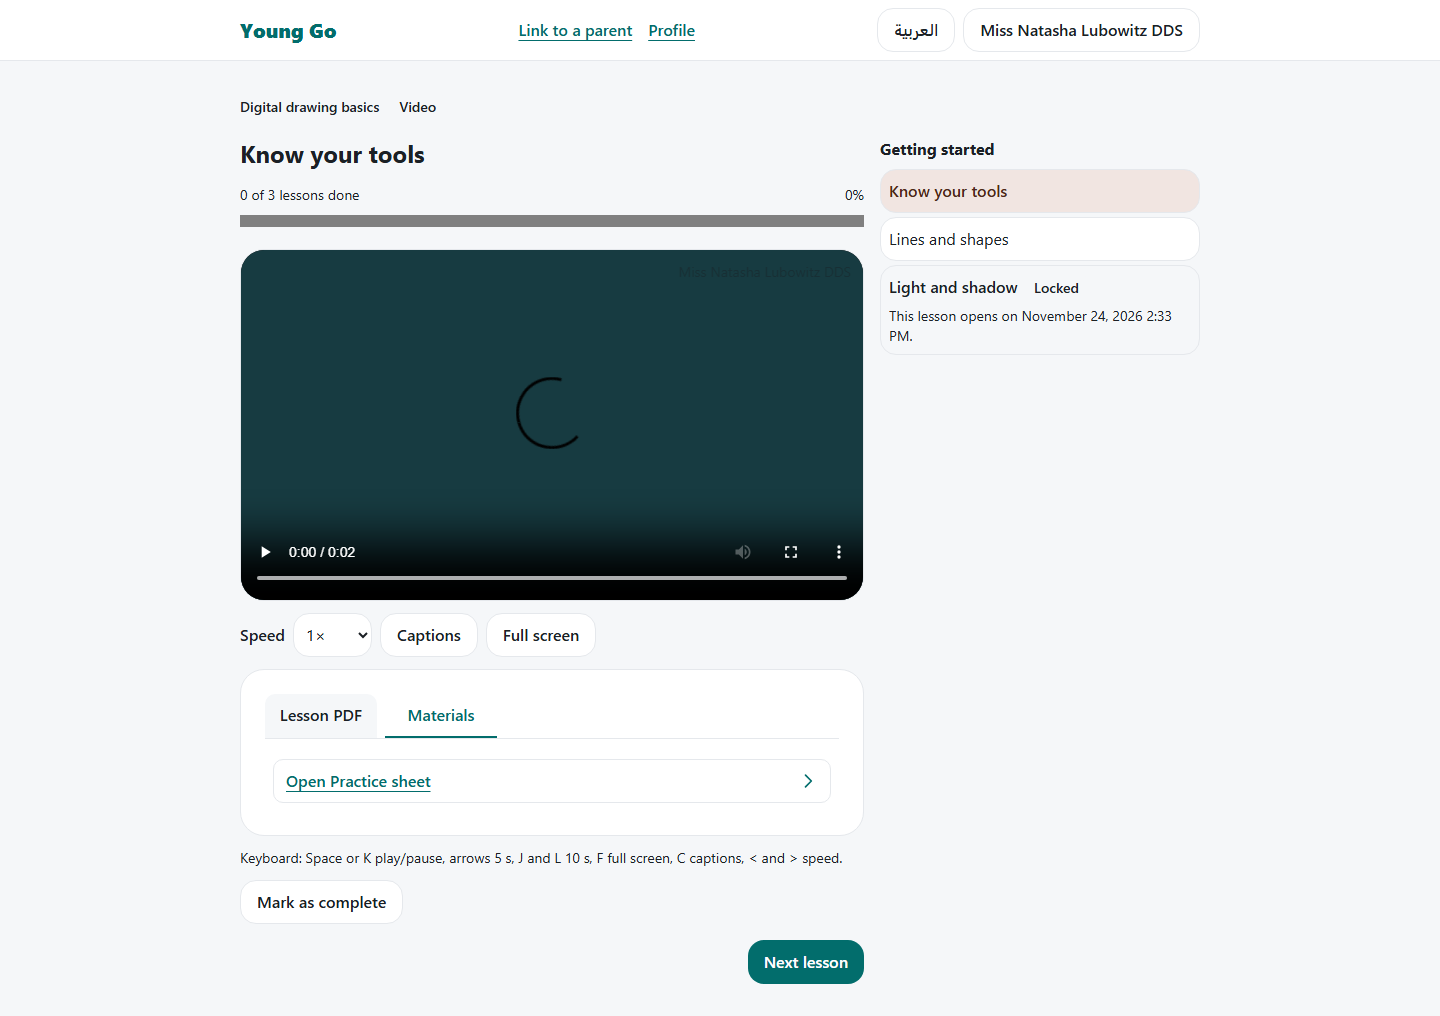 Young Go
Link to a parent
Profile
العربية
Miss Natasha Lubowitz DDS
Digital drawing basics
Video
Know your tools
0 of 3 lessons done
0%
Miss Natasha Lubowitz DDS
0:00 / 0:02
Speed
1×
Captions
Full screen
Lesson PDF
Materials
Open Practice sheet
Keyboard: Space or K play/pause, arrows 5 s, J and L 10 s, F full screen, C captions, < and > speed.
Mark as complete
Next lesson
Getting started
Know your tools
Lines and shapes
Light and shadow
Locked
This lesson opens on November 24, 2026 2:33
PM.